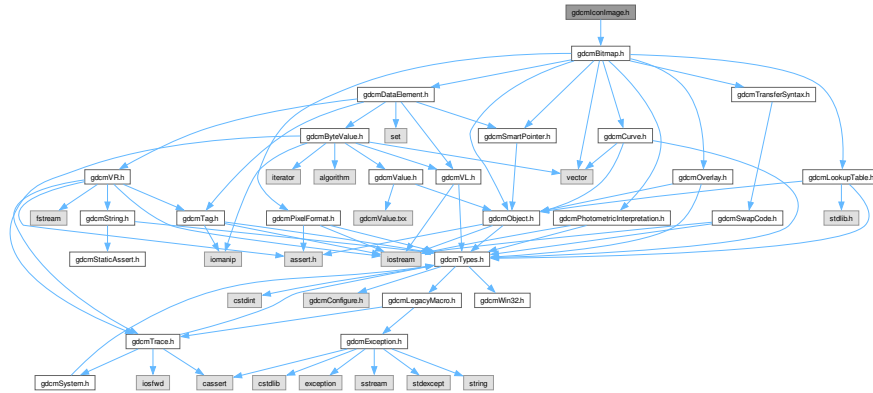 gdcmIconImage.h
gdcmBitmap.h
gdcmDataElement.h
gdcmTransferSyntax.h
gdcmByteValue.h
set
gdcmSmartPointer.h
gdcmCurve.h
gdcmVR.h
iterator
algorithm
gdcmValue.h
gdcmVL.h
vector
gdcmOverlay.h
gdcmLookupTable.h
fstream
gdcmString.h
gdcmTag.h
gdcmPixelFormat.h
gdcmValue.txx
gdcmObject.h
gdcmPhotometricInterpretation.h
gdcmSwapCode.h
stdlib.h
gdcmStaticAssert.h
iomanip
assert.h
iostream
gdcmTypes.h
cstdint
gdcmConfigure.h
gdcmLegacyMacro.h
gdcmWin32.h
gdcmTrace.h
gdcmException.h
gdcmSystem.h
iosfwd
cassert
cstdlib
exception
sstream
stdexcept
string